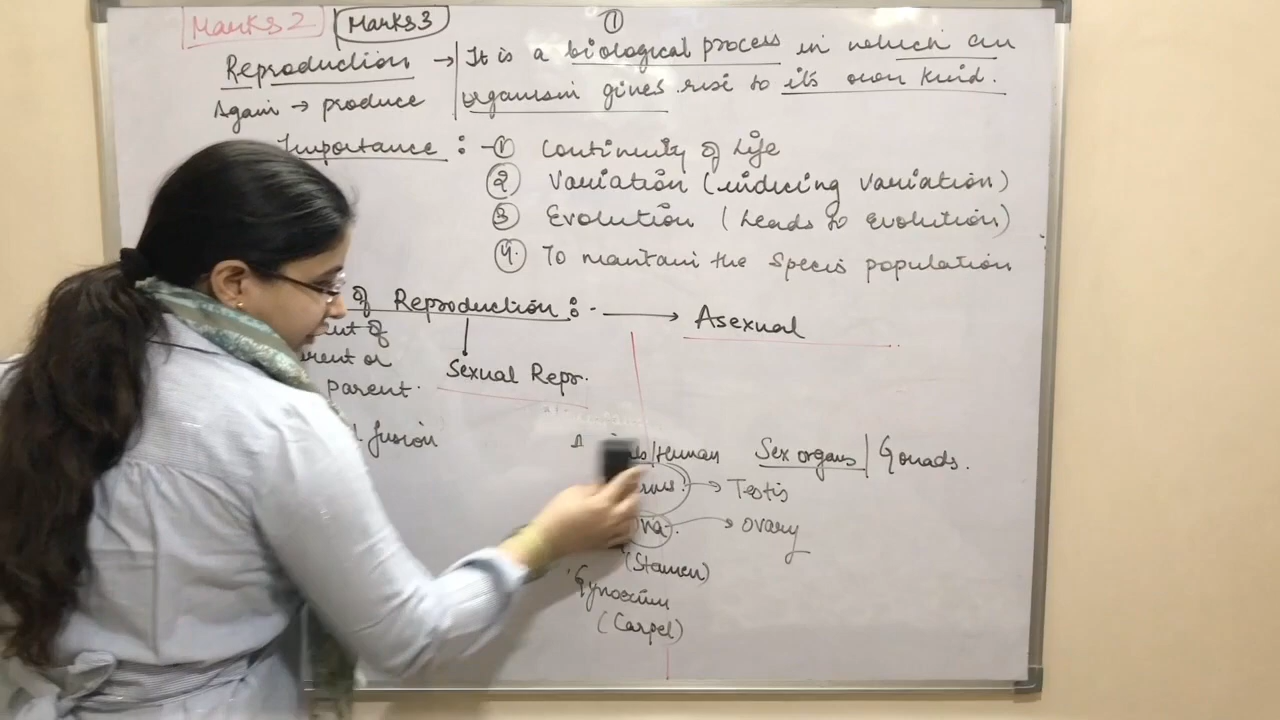 Marks 2 Marks 3 ①
Reproduction → It is a biological process in which an
Again → produce organism gives rise to its own kind.
Importance : - ① Continuity of life
② Variation (inducing variation)
③ Evolution (Leads to Evolution)
④. To mantain the Specis population
of Reproduction :- → Asexual
of
or Sexual Repr.
parent.
fusion
/Human Sex organs | Gonads.
→ Testis
→ Ovary
(Stamen)
Gynoecium
(Carpel)